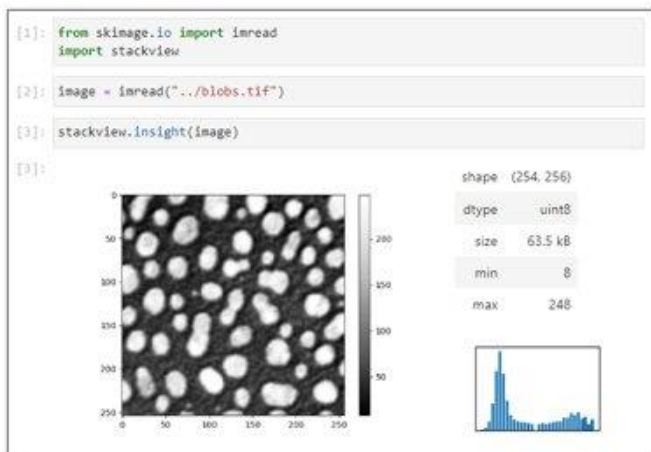 [1]: from skimage.io import imread
import stackview
[2]: image = imread("../blobs.tif")
[3]: stackview.insight(image)
[3]:
shape (254, 256)
dtype uint8
size 63.5 kB
min 8
max 248
0
50
100
150
200
250
0 50 100 150 200 250
200
150
100
50